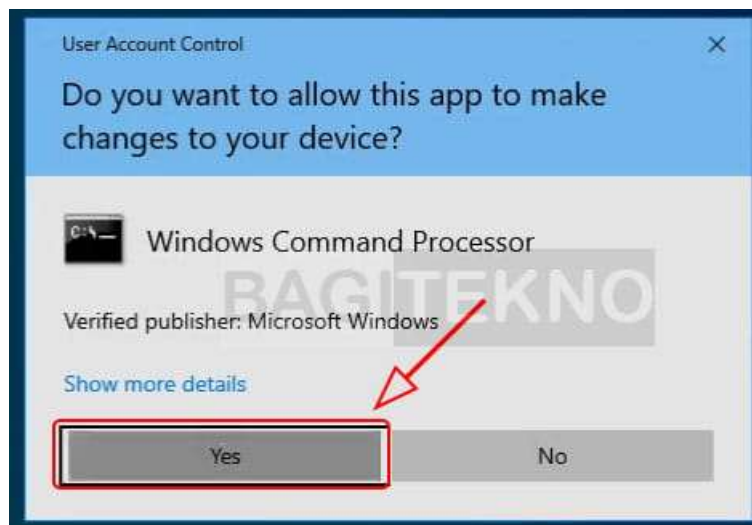 User Account Control
Do you want to allow this app to make
changes to your device?
C:\
Windows Command Processor
BAGITEKNO
Verified publisher: Microsoft Windows
Show more details
Yes
No